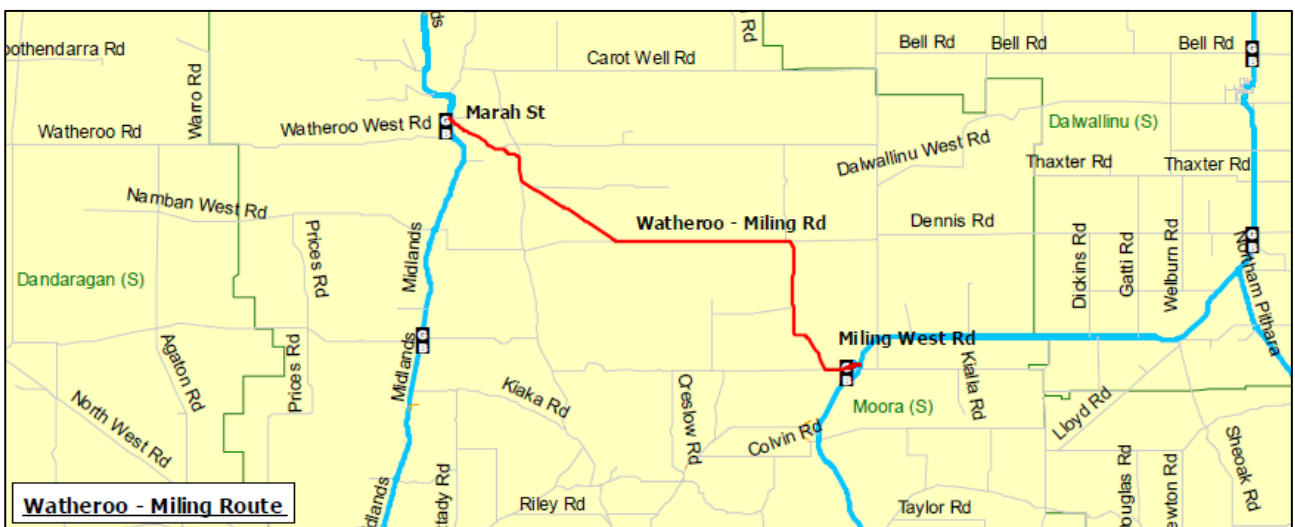 Bell Rd
Bell Rd
Bell Rd
Carot Well Rd
Warro Rd
Marah St
Watheroo Rd
Watheroo West Rd
Dalwallinu (S)
Dalwallinu West Rd
Thaxter Rd
Thaxter Rd
Namban West Rd
Prices Rd
Midlands
Watheroo - Miling Rd
Dennis Rd
Dickins Rd
Gatti Rd
Welburn Rd
Northam Pithara
Dandaragan (S)
Miling West Rd
Agaton Rd
Prices Rd
Midlands
Kiaka Rd
Creslow Rd
Kialla Rd
Moora (S)
Lloyd Rd
North West Rd
Colvin Rd
Sheoak Rd
Riley Rd
Taylor Rd
Watheroo - Miling Route